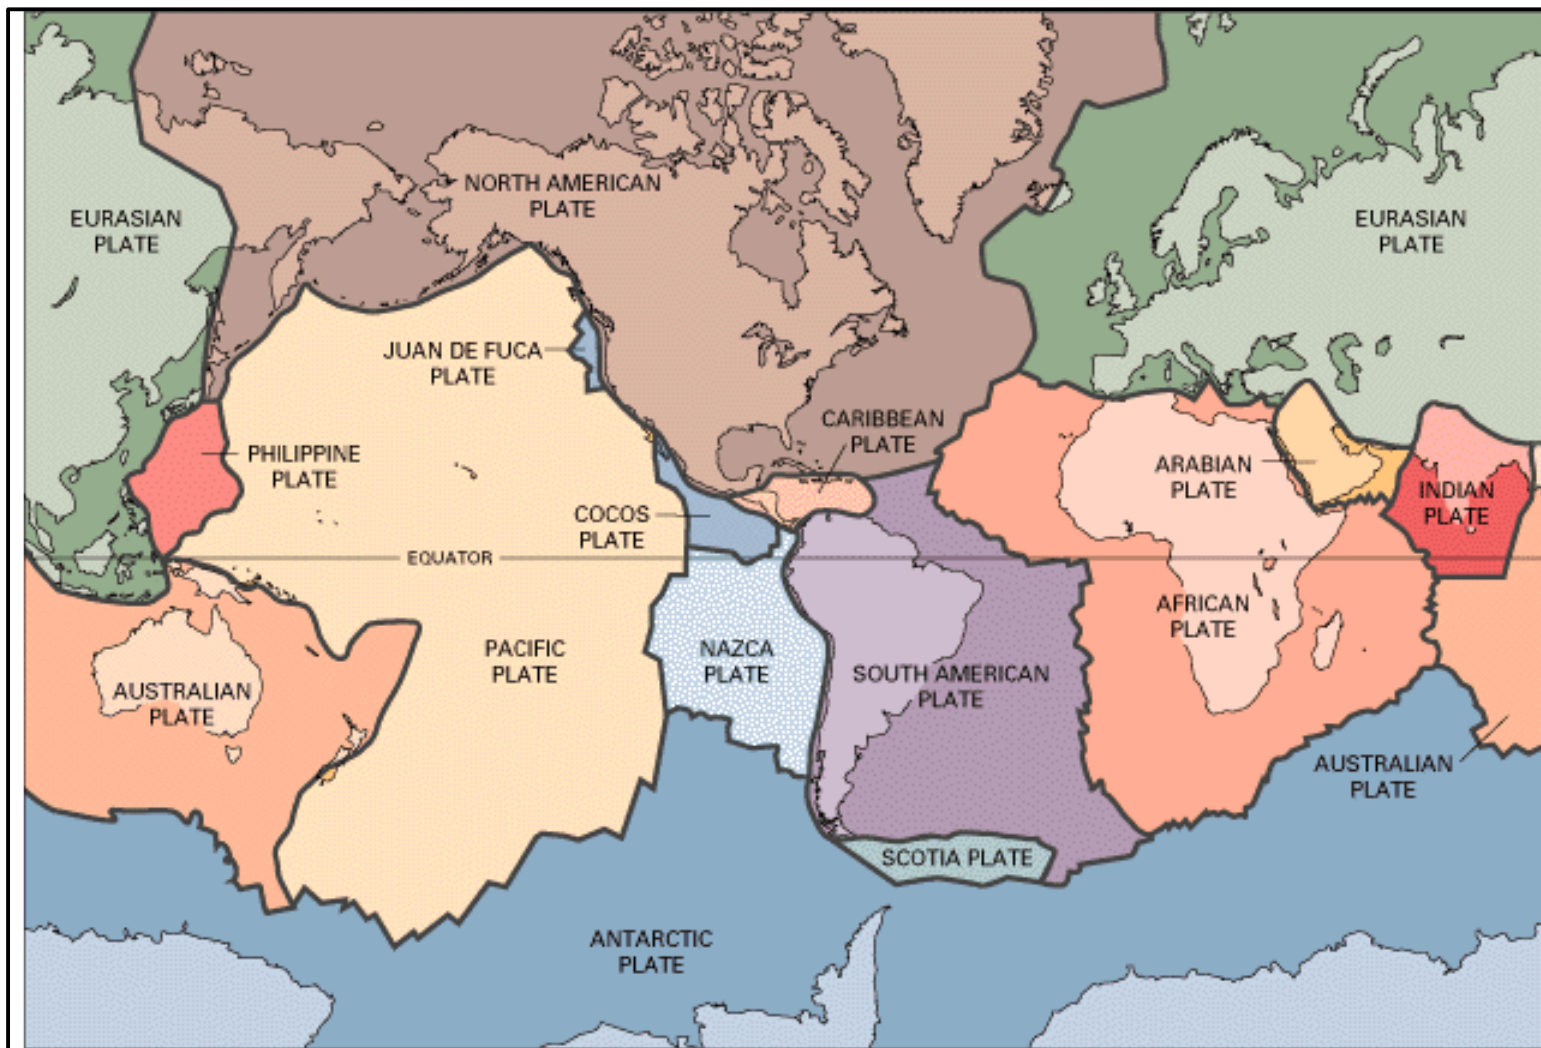 NORTH AMERICAN
PLATE
EURASIAN
PLATE
EURASIAN
PLATE
JUAN DE FUCA
PLATE
CARIBBEAN
PLATE
PHILIPPINE
PLATE
ARABIAN
PLATE
INDIAN
PLATE
COCOS
PLATE
EQUATOR
AFRICAN
PLATE
PACIFIC
PLATE
NAZCA
PLATE
SOUTH AMERICAN
PLATE
AUSTRALIAN
PLATE
AUSTRALIAN
PLATE
SCOTIA PLATE
ANTARCTIC
PLATE